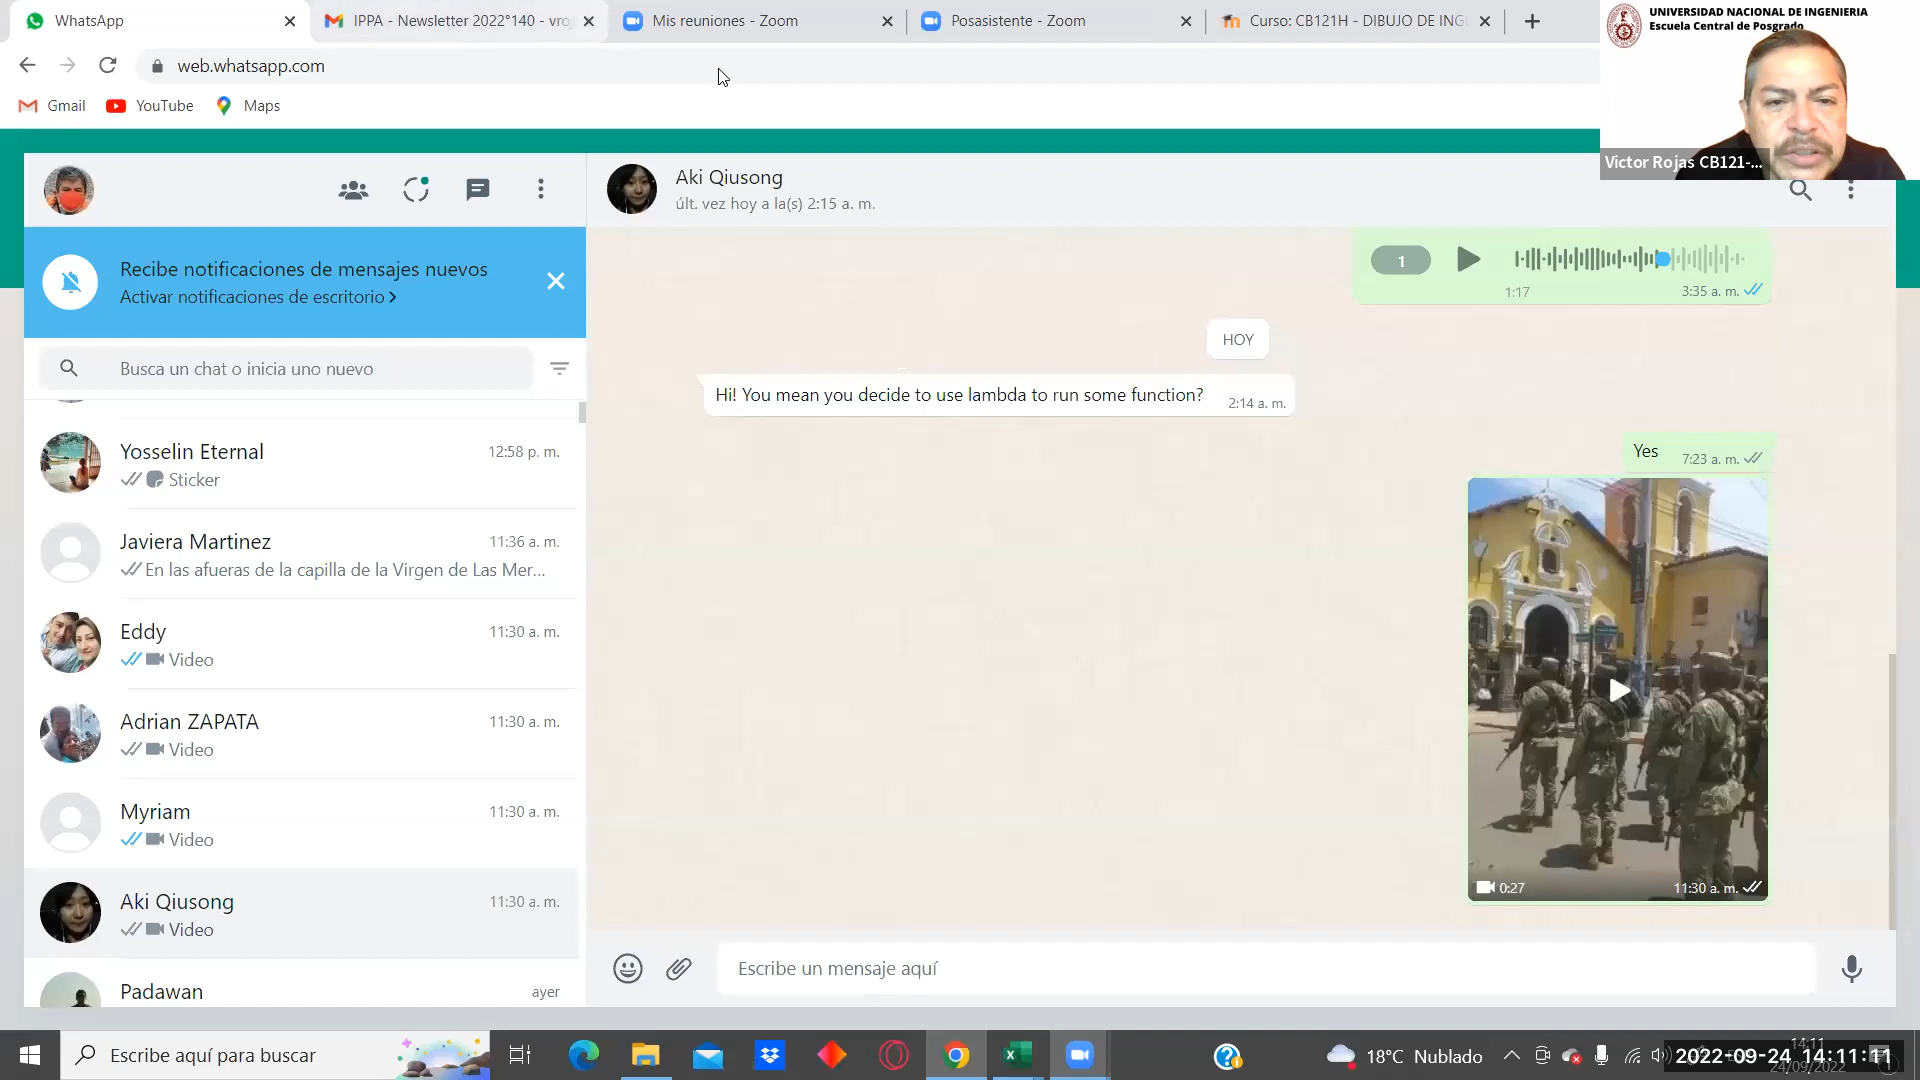 WhatsApp
IPPA - Newsletter 2022°140 - vro
Mis reuniones - Zoom
Posasistente - Zoom
Curso: CB121H - DIBUJO DE INGE
UNIVERSIDAD NACIONAL DE INGENIERIA
Escuela Central de Posgrado
web.whatsapp.com
Gmail
YouTube
Maps
Victor Rojas CB121-...
Aki Qiusong
últ. vez hoy a la(s) 2:15 a. m.
Recibe notificaciones de mensajes nuevos
Activar notificaciones de escritorio
Busca un chat o inicia uno nuevo
Yosselin Eternal
12:58 p. m.
Sticker
Javiera Martinez
11:36 a. m.
En las afueras de la capilla de la Virgen de Las Mer...
Eddy
11:30 a. m.
Video
Adrian ZAPATA
11:30 a. m.
Video
Myriam
11:30 a. m.
Video
Aki Qiusong
11:30 a. m.
Video
Padawan
ayer
1
1:17
3:35 a. m.
HOY
Hi! You mean you decide to use lambda to run some function?
2:14 a. m.
Yes
7:23 a. m.
0:27
11:30 a. m.
Escribe un mensaje aquí
Escribe aquí para buscar
18°C Nublado
14:11
2022-09-24 14:11:11
24/09/2022